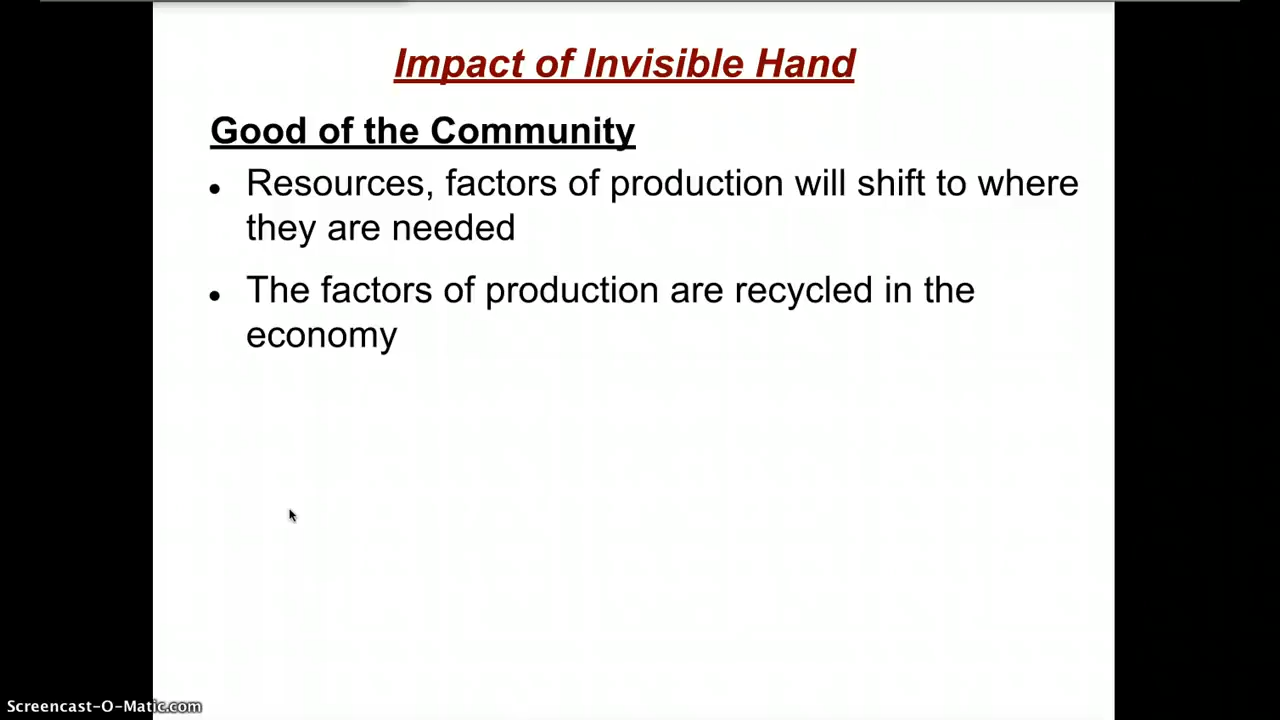 Impact of Invisible Hand
Good of the Community
• Resources, factors of production will shift to where
they are needed
• The factors of production are recycled in the
economy
Screencast-O-Matic.com